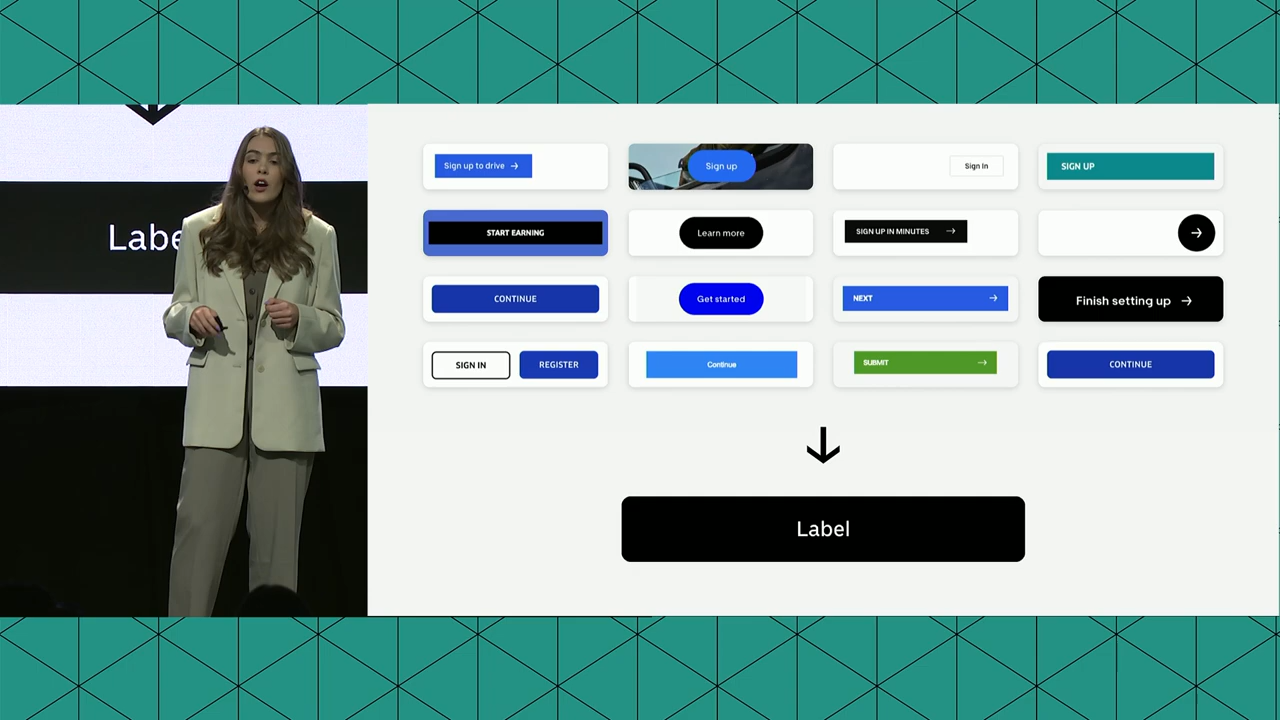 Labe
Sign up to drive →
Sign up
Sign In
SIGN UP
START EARNING
Learn more
SIGN UP IN MINUTES →
→
CONTINUE
Get started
NEXT →
Finish setting up →
SIGN IN
REGISTER
Continue
SUBMIT →
CONTINUE
↓
Label